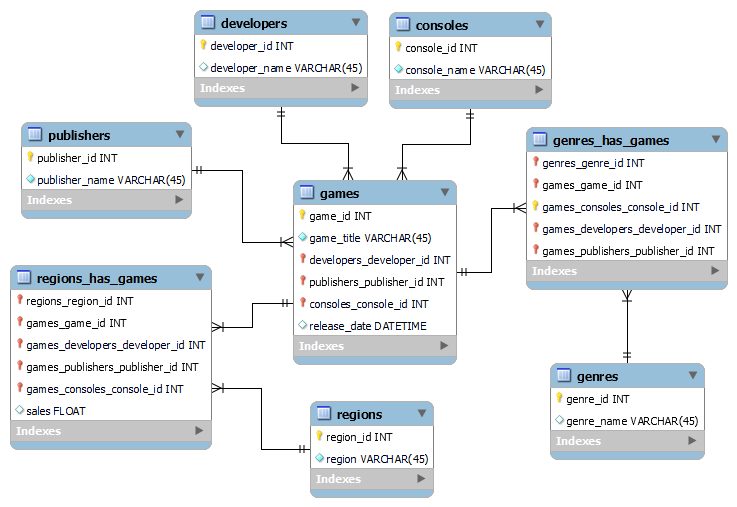 developers
developer_id INT
developer_name VARCHAR(45)
Indexes
consoles
console_id INT
console_name VARCHAR(45)
Indexes
publishers
publisher_id INT
publisher_name VARCHAR(45)
Indexes
games
game_id INT
game_title VARCHAR(45)
developers_developer_id INT
publishers_publisher_id INT
consoles_console_id INT
release_date DATETIME
Indexes
genres_has_games
genres_genre_id INT
games_game_id INT
games_consoles_console_id INT
games_developers_developer_id INT
games_publishers_publisher_id INT
Indexes
regions_has_games
regions_region_id INT
games_game_id INT
games_developers_developer_id INT
games_publishers_publisher_id INT
games_consoles_console_id INT
sales FLOAT
Indexes
regions
region_id INT
region VARCHAR(45)
Indexes
genres
genre_id INT
genre_name VARCHAR(45)
Indexes